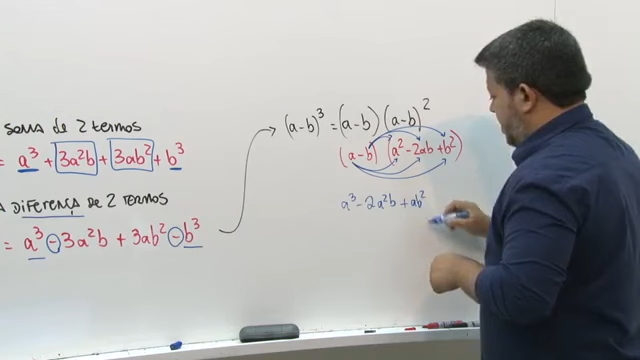 SOMA DE 2 TERMOS
= a³ + 3a²b + 3ab² + b³
A DIFERENÇA DE 2 TERMOS
= a³ - 3a²b + 3ab² - b³
(a-b)³ = (a-b) (a-b)²
(a-b) (a² - 2ab + b²)
a³ - 2a²b + ab²